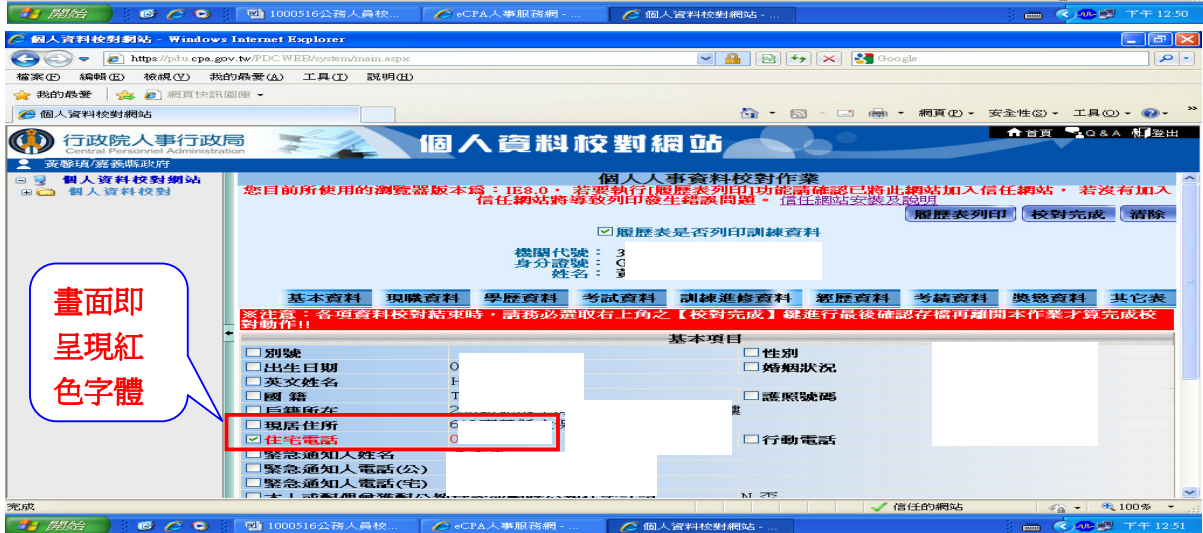 開始
1000516公務人員校...
eCPA人事服務網 - ...
個人資料校對網站 - ...
下午 12:50
個人資料校對網站 - Windows Internet Explorer
https://pdu.cpa.gov.tw/PDCWEB/system/main.aspx
Google
檔案(F) 編輯(E) 檢視(V) 我的最愛(A) 工具(T) 說明(H)
我的最愛 網頁快訊圖庫
個人資料校對網站
網頁(P) 安全性(S) 工具(O)
行政院人事行政局
Central Personnel Administration
個人資料校對網站
首頁 Q&A 登出
嘉義縣政府
個人資料校對網站
個人資料校對
個人人事資料校對作業
您目前所使用的瀏覽器版本為：IE8.0， 若要執行[履歷表列印]功能請確認已將此網站加入信任網站， 若沒有加入
信任網站將導致列印發生錯誤問題。 信任網站安裝及說明
履歷表列印 校對完成 清除
履歷表是否列印訓練資料
機關代號： 3
身分證號： G
姓名：
基本資料 現職資料 學歷資料 考試資料 訓練進修資料 經歷資料 考績資料 獎懲資料 其它表
※注意：各項資料校對結束時，請務必選取右上角之【校對完成】鍵進行最後確認存檔再離開本作業才算完成校
對動作!!
基本項目
別號 性別
出生日期 0 婚姻狀況
英文姓名 H
國 籍 T 護照號碼
戶籍所在 2
現居住所 6
住宅電話 0 行動電話
緊急通知人姓名
緊急通知人電話(公)
緊急通知人電話(宅)
N 否
畫面即
呈現紅
色字體
完成
信任的網站
100%
開始
1000516公務人員校...
eCPA人事服務網 - ...
個人資料校對網站 - ...
下午 12:51